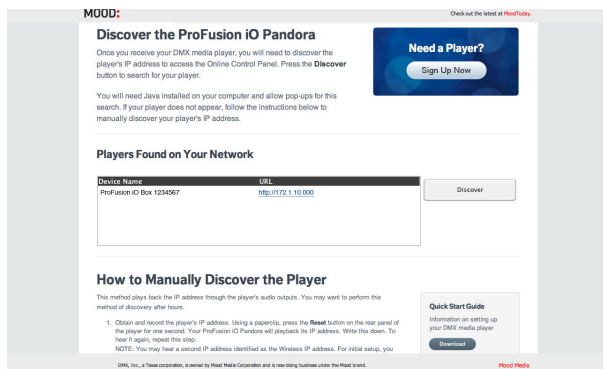 MOOD:
Check out the latest at MoodToday.
Discover the ProFusion iO Pandora
Once you receive your DMX media player, you will need to discover the
player's IP address to access the Online Control Panel. Press the Discover
button to search for your player.
You will need Java installed on your computer and allow pop-ups for this
search. If your player does not appear, follow the instructions below to
manually discover your player's IP address.
Need a Player?
Sign Up Now
Players Found on Your Network
Device Name URL
ProFusion iO Box 1234567 http://172.1.10.000
Discover
How to Manually Discover the Player
This method plays back the IP address through the player's audio outputs. You may want to perform this
method of discovery after hours.
1. Obtain and record the player's IP address. Using a paperclip, press the Reset button on the rear panel of
the player for one second. Your ProFusion iO Pandora will playback its IP address. Write this down. To
hear it again, repeat this step.
NOTE: You may hear a second IP address identified as the Wireless IP address. For initial setup, you
Quick Start Guide
Information on setting up
your DMX media player
Download
DMX, Inc., a Texas corporation, is owned by Mood Media Corporation and is now doing business under the Mood brand.
Mood Media